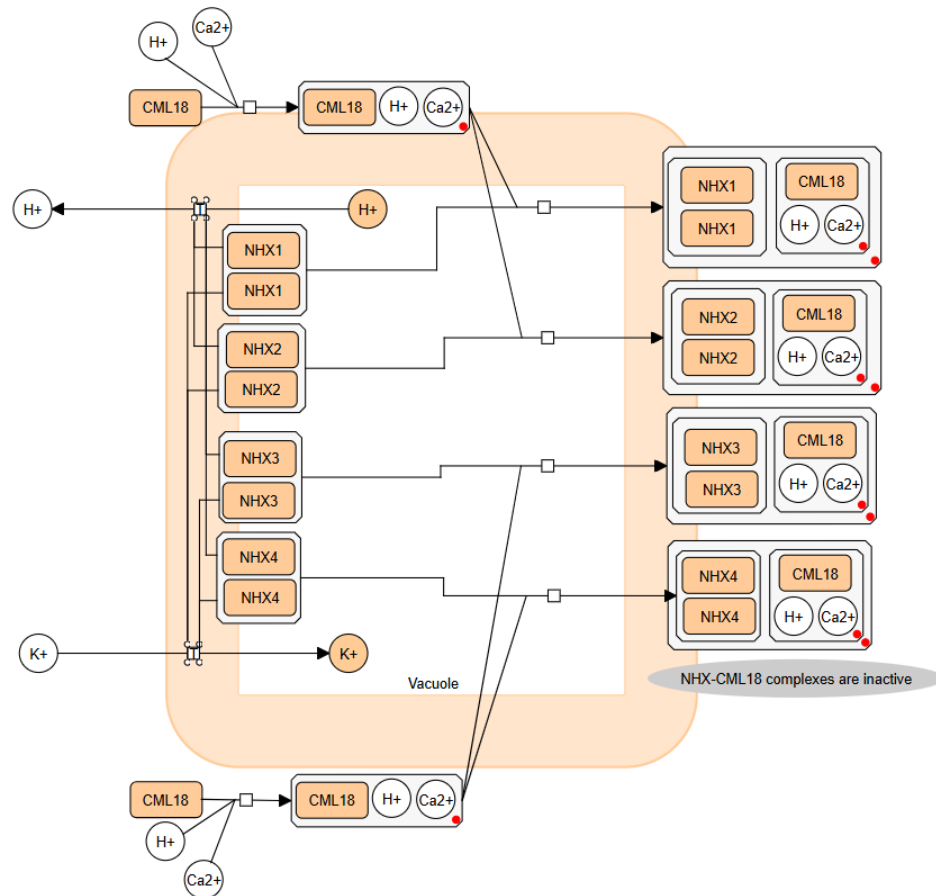 Ca2+
H+
CML18
CML18
H+
Ca2+
NHX1
CML18
NHX1
H+
Ca2+
H+
H+
NHX1
NHX1
NHX2
CML18
NHX2
H+
Ca2+
NHX2
NHX2
NHX3
CML18
NHX3
H+
Ca2+
NHX3
NHX3
NHX4
CML18
NHX4
H+
Ca2+
NHX4
NHX4
K+
K+
Vacuole
NHX-CML18 complexes are inactive
CML18
CML18
H+
Ca2+
H+
Ca2+